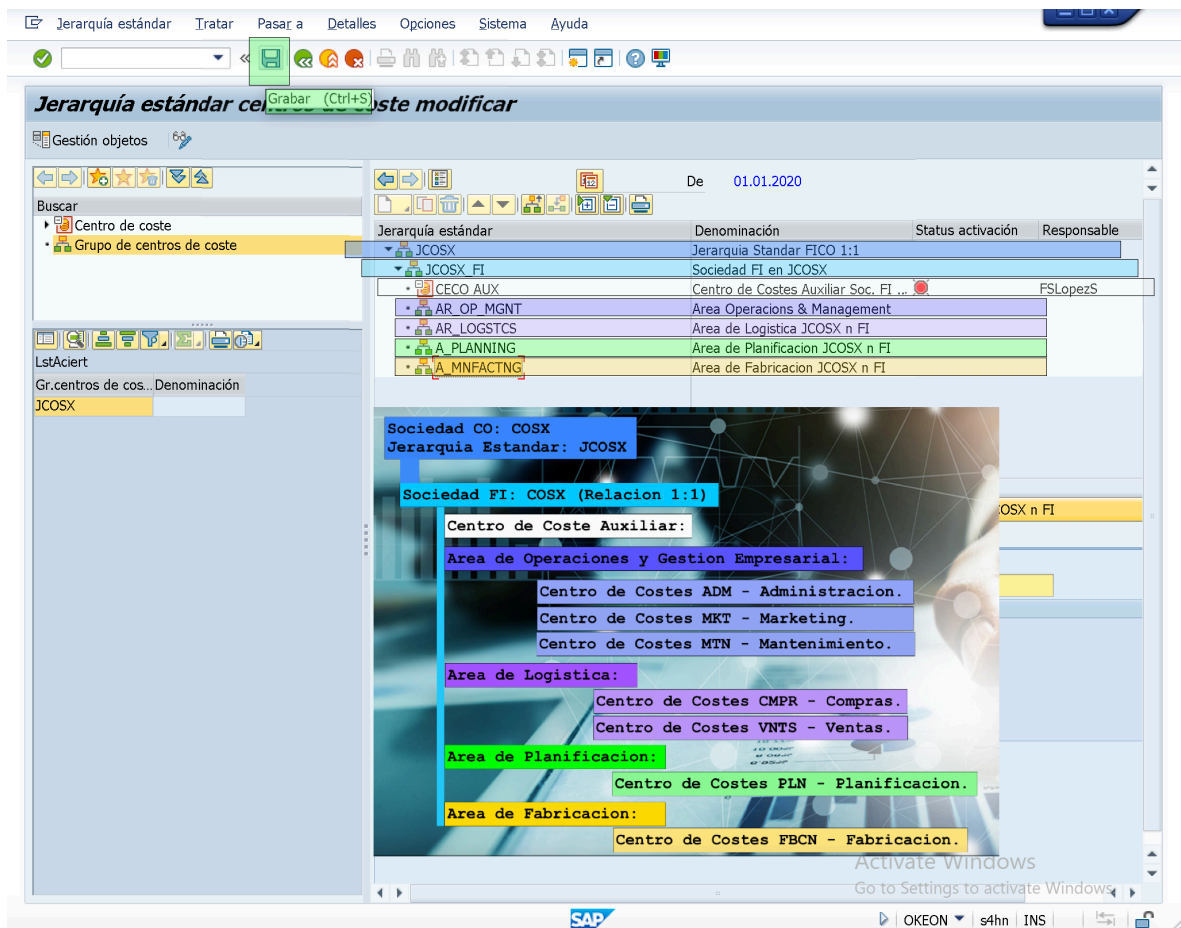 Jerarquía estándar Tratar Pasar a Detalles Opciones Sistema Ayuda
Grabar (Ctrl+S)
Jerarquía estándar ce oste modificar
Gestión objetos
De 01.01.2020
Buscar
Centro de coste
Grupo de centros de coste
Jerarquía estándar Denominación Status activación Responsable
JCOSX Jerarquia Standar FICO 1:1
JCOSX_FI Sociedad FI en JCOSX
CECO AUX Centro de Costes Auxiliar Soc. FI ... FSLopezS
AR_OP_MGNT Area Operacions & Management
AR_LOGSTCS Area de Logistica JCOSX n FI
A_PLANNING Area de Planificacion JCOSX n FI
A_MNFACTNG Area de Fabricacion JCOSX n FI
LstAciert
Gr.centros de cos... Denominación
JCOSX
Sociedad CO: COSX
Jerarquia Estandar: JCOSX
Sociedad FI: COSX (Relacion 1:1)
OSX n FI
Centro de Coste Auxiliar:
Area de Operaciones y Gestion Empresarial:
Centro de Costes ADM - Administracion.
Centro de Costes MKT - Marketing.
Centro de Costes MTN - Mantenimiento.
Area de Logistica:
Centro de Costes CMPR - Compras.
Centro de Costes VNTS - Ventas.
Area de Planificacion:
Centro de Costes PLN - Planificacion.
Area de Fabricacion:
Centro de Costes FBCN - Fabricacion.
Activate Windows
Go to Settings to activate Windows.
SAP
OKEON s4hn INS